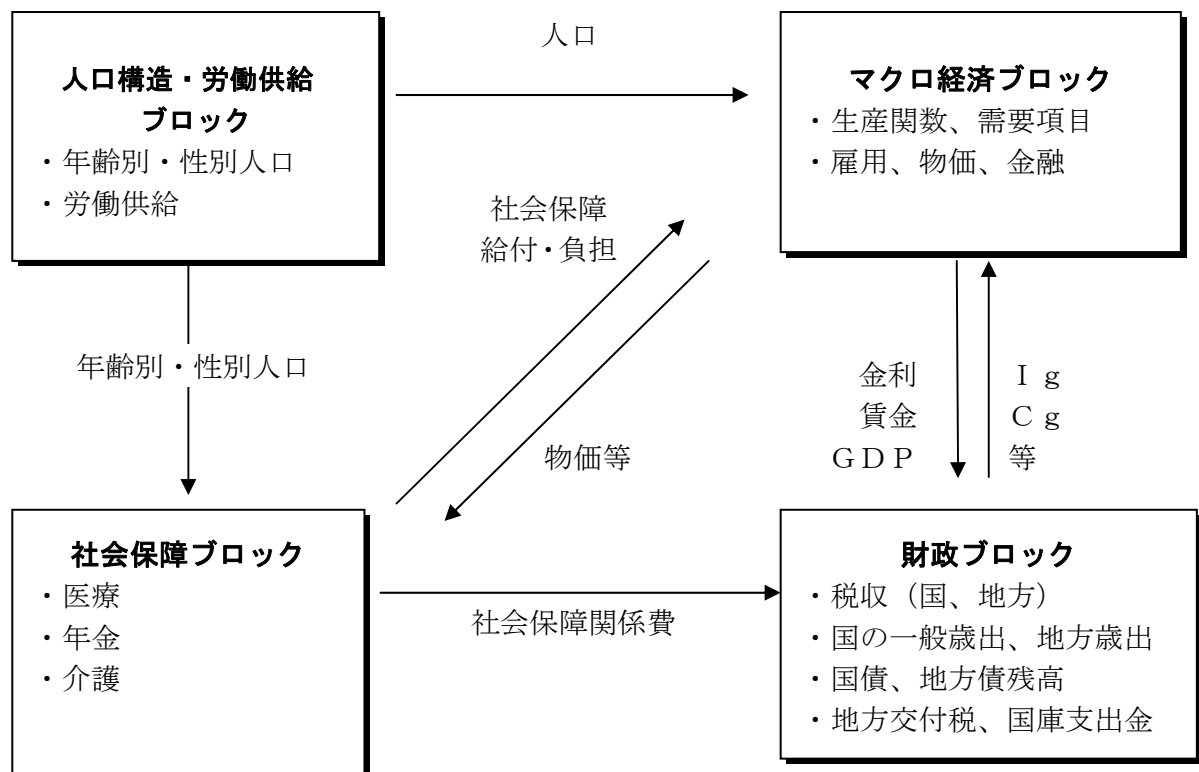 人口
人口構造・労働供給
ブロック
・年齢別・性別人口
・労働供給
マクロ経済ブロック
・生産関数、需要項目
・雇用、物価、金融
社会保障
給付・負担
年齢別・性別人口
物価等
金利
賃金
ＧＤＰ
Ｉｇ
Ｃｇ
等
社会保障ブロック
・医療
・年金
・介護
社会保障関係費
財政ブロック
・税収（国、地方）
・国の一般歳出、地方歳出
・国債、地方債残高
・地方交付税、国庫支出金